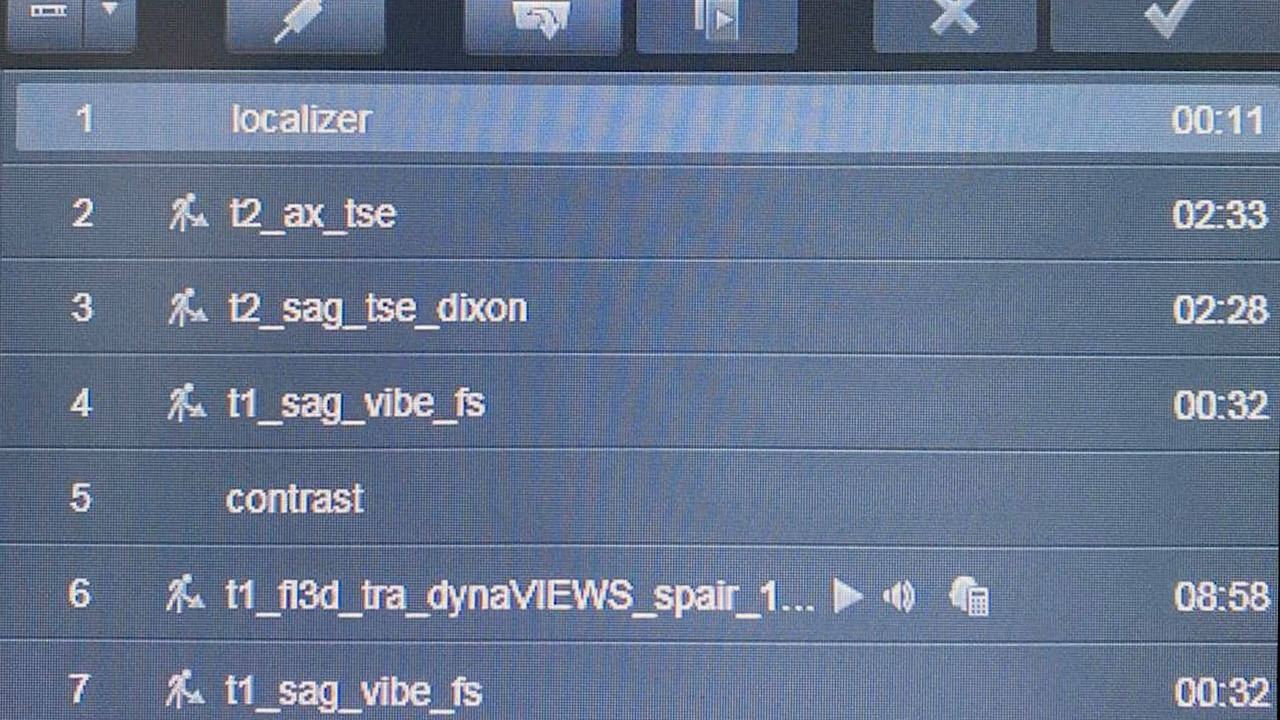 1 localizer 00:11
2 t2_ax_tse 02:33
3 t2_sag_tse_dixon 02:28
4 t1_sag_vibe_fs 00:32
5 contrast
6 t1_fl3d_tra_dynaVIEWS_spair_1... 08:58
7 t1_sag_vibe_fs 00:32